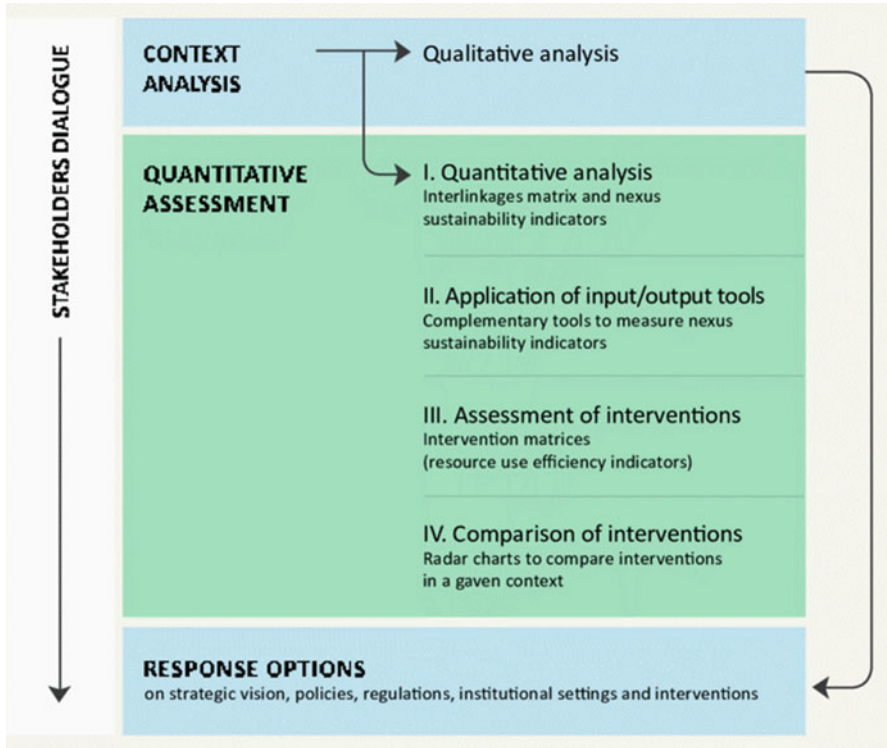 STAKEHOLDERS DIALOGUE
CONTEXT
ANALYSIS
Qualitative analysis
QUANTITATIVE
ASSESSMENT
I. Quantitative analysis
Interlinkages matrix and nexus
sustainability indicators
II. Application of input/output tools
Complementary tools to measure nexus
sustainability indicators
III. Assessment of interventions
Intervention matrices
(resource use efficiency indicators)
IV. Comparison of interventions
Radar charts to compare interventions
in a gaven context
RESPONSE OPTIONS
on strategic vision, policies, regulations, institutional settings and interventions